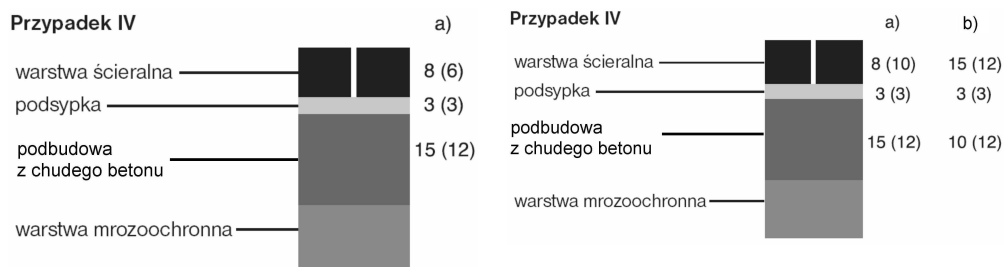 Przypadek IV
a)
warstwa ścieralna 8 (6)
podsypka 3 (3)
podbudowa
z chudego betonu 15 (12)
warstwa mrozoochronna
Przypadek IV
a) b)
warstwa ścieralna 8 (10) 15 (12)
podsypka 3 (3) 3 (3)
podbudowa
z chudego betonu 15 (12) 10 (12)
warstwa mrozoochronna